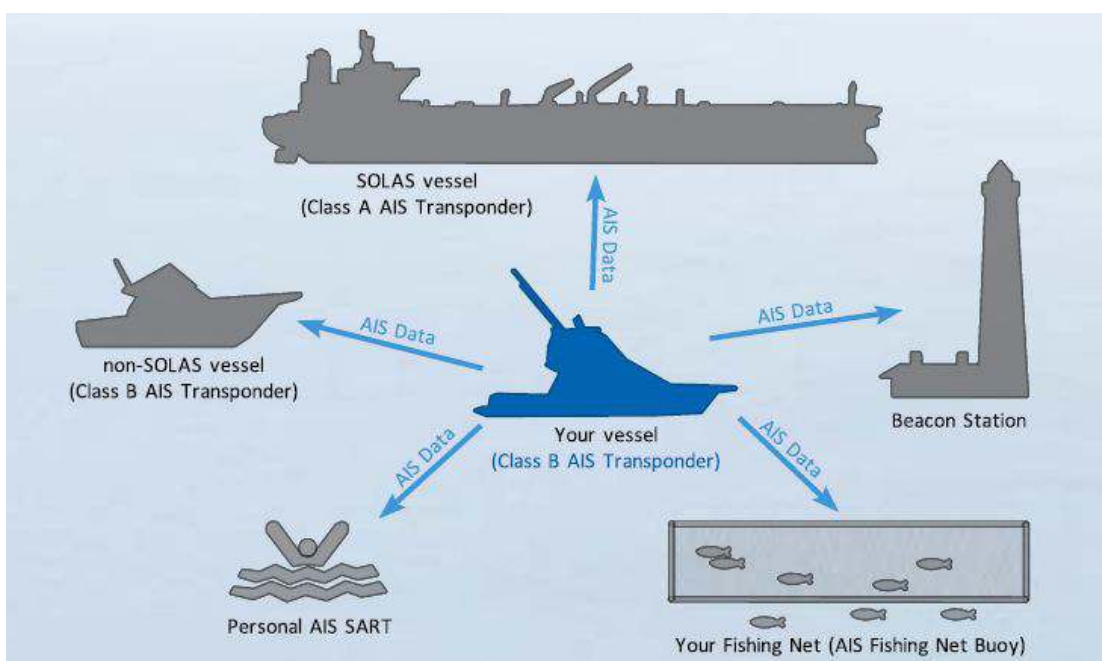 SOLAS vessel
(Class A AIS Transponder)
AIS Data
AIS Data
AIS Data
non-SOLAS vessel
(Class B AIS Transponder)
Beacon Station
Your vessel
(Class B AIS Transponder)
AIS Data
AIS Data
Personal AIS SART
Your Fishing Net (AIS Fishing Net Buoy)